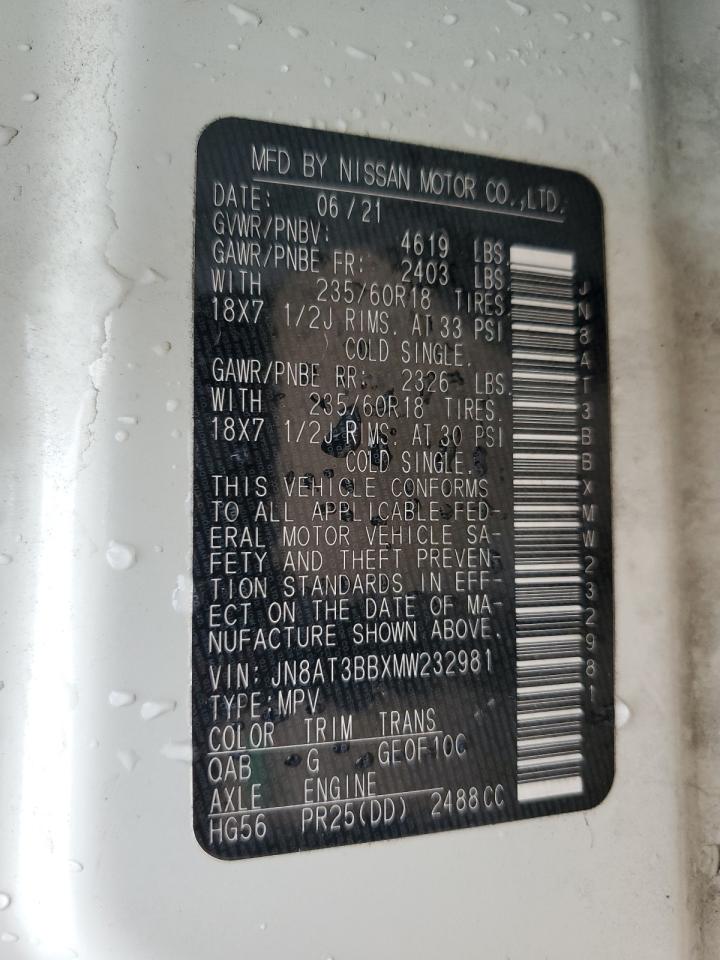 MFD BY NISSAN MOTOR CO.,LTD.
DATE: 06/21
GVWR/PNBV: 4619 LBS.
GAWR/PNBE FR: 2403 LBS.
WITH 235/60R18 TIRES.
18X7 1/2J RIMS. AT 33 PSI
COLD SINGLE.
GAWR/PNBE RR: 2326 LBS.
WITH 235/60R18 TIRES.
18X7 1/2J RIMS. AT 30 PSI
COLD SINGLE.
THIS VEHICLE CONFORMS
TO ALL APPLICABLE FED-
ERAL MOTOR VEHICLE SA-
FETY AND THEFT PREVEN-
TION STANDARDS IN EFF-
ECT ON THE DATE OF MA-
NUFACTURE SHOWN ABOVE.
VIN: JN8AT3BBXMW232981
TYPE:MPV
COLOR TRIM TRANS
QAB G GE0F10C
AXLE ENGINE
HG56 PR25(DD) 2488CC
JN8AT3BBXMW232981